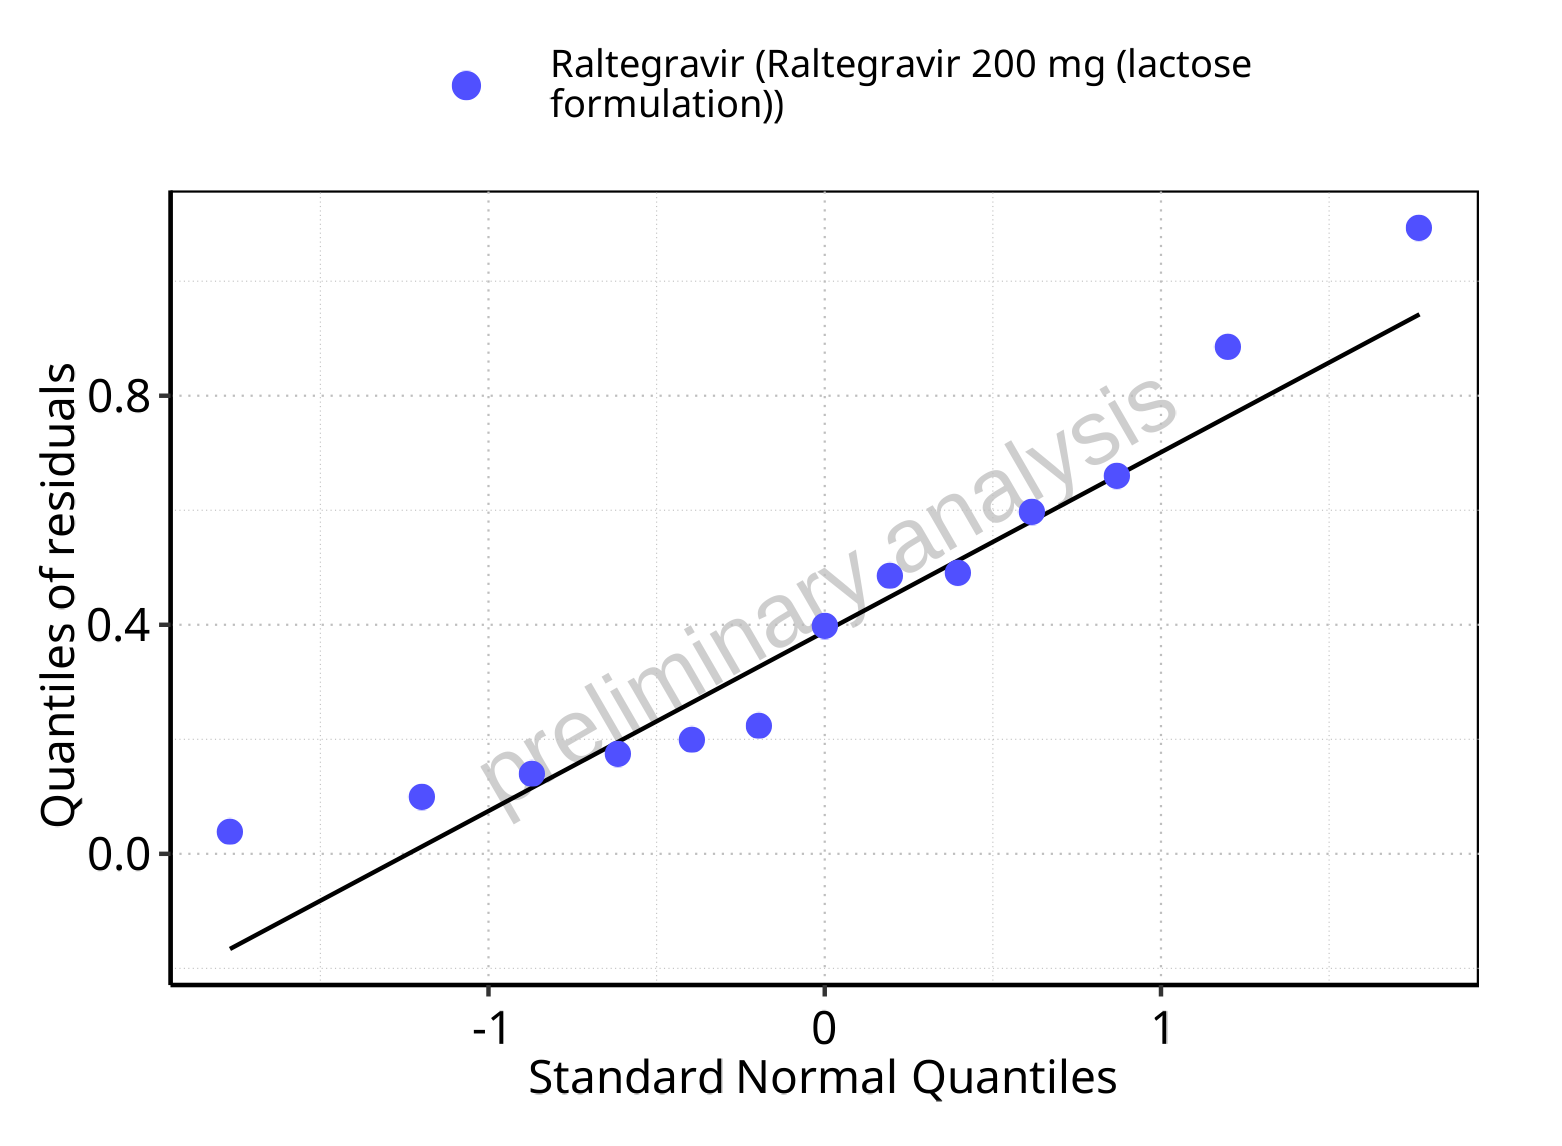 Raltegravir (Raltegravir 200 mg (lactose
formulation))
Quantiles of residuals
0.8
0.4
0.0
preliminary analysis
-1
0
1
Standard Normal Quantiles